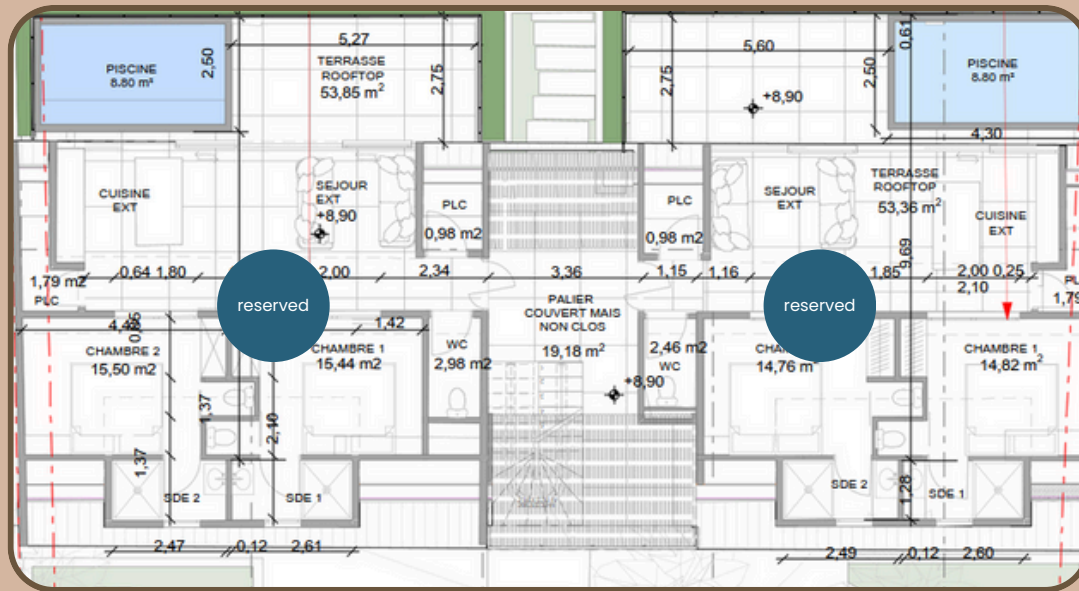 PISCINE
8.80 m²
2,50
5,27
TERRASSE
ROOFTOP
53,85 m²
2,75
2,75
5,60
+8,90
2,50
0,61
PISCINE
8.80 m²
4,30
CUISINE
EXT
SEJOUR
EXT
+8,90
PLC
0,98 m2
PLC
0,98 m2
SEJOUR
EXT
TERRASSE
ROOFTOP
53,36 m²
CUISINE
EXT
9,69
1,79 m2
PLC
0,64 1,80
2,00
2,34
3,36
1,15
1,16
1,85
2,00 0,25
2,10
reserved
reserved
PALIER
COUVERT MAIS
NON CLOS
19,18 m²
+8,90
1,42
CHAMBRE 2
15,50 m2
CHAMBRE 1
15,44 m2
WC
2,98 m2
2,46 m2
WC
14,76 m²
CHAMBRE 1
14,82 m²
1,37
2,10
1,37
SDE 2
SDE 1
SDE 2
1,28
SDE 1
2,47
0,12
2,61
2,49
0,12
2,60